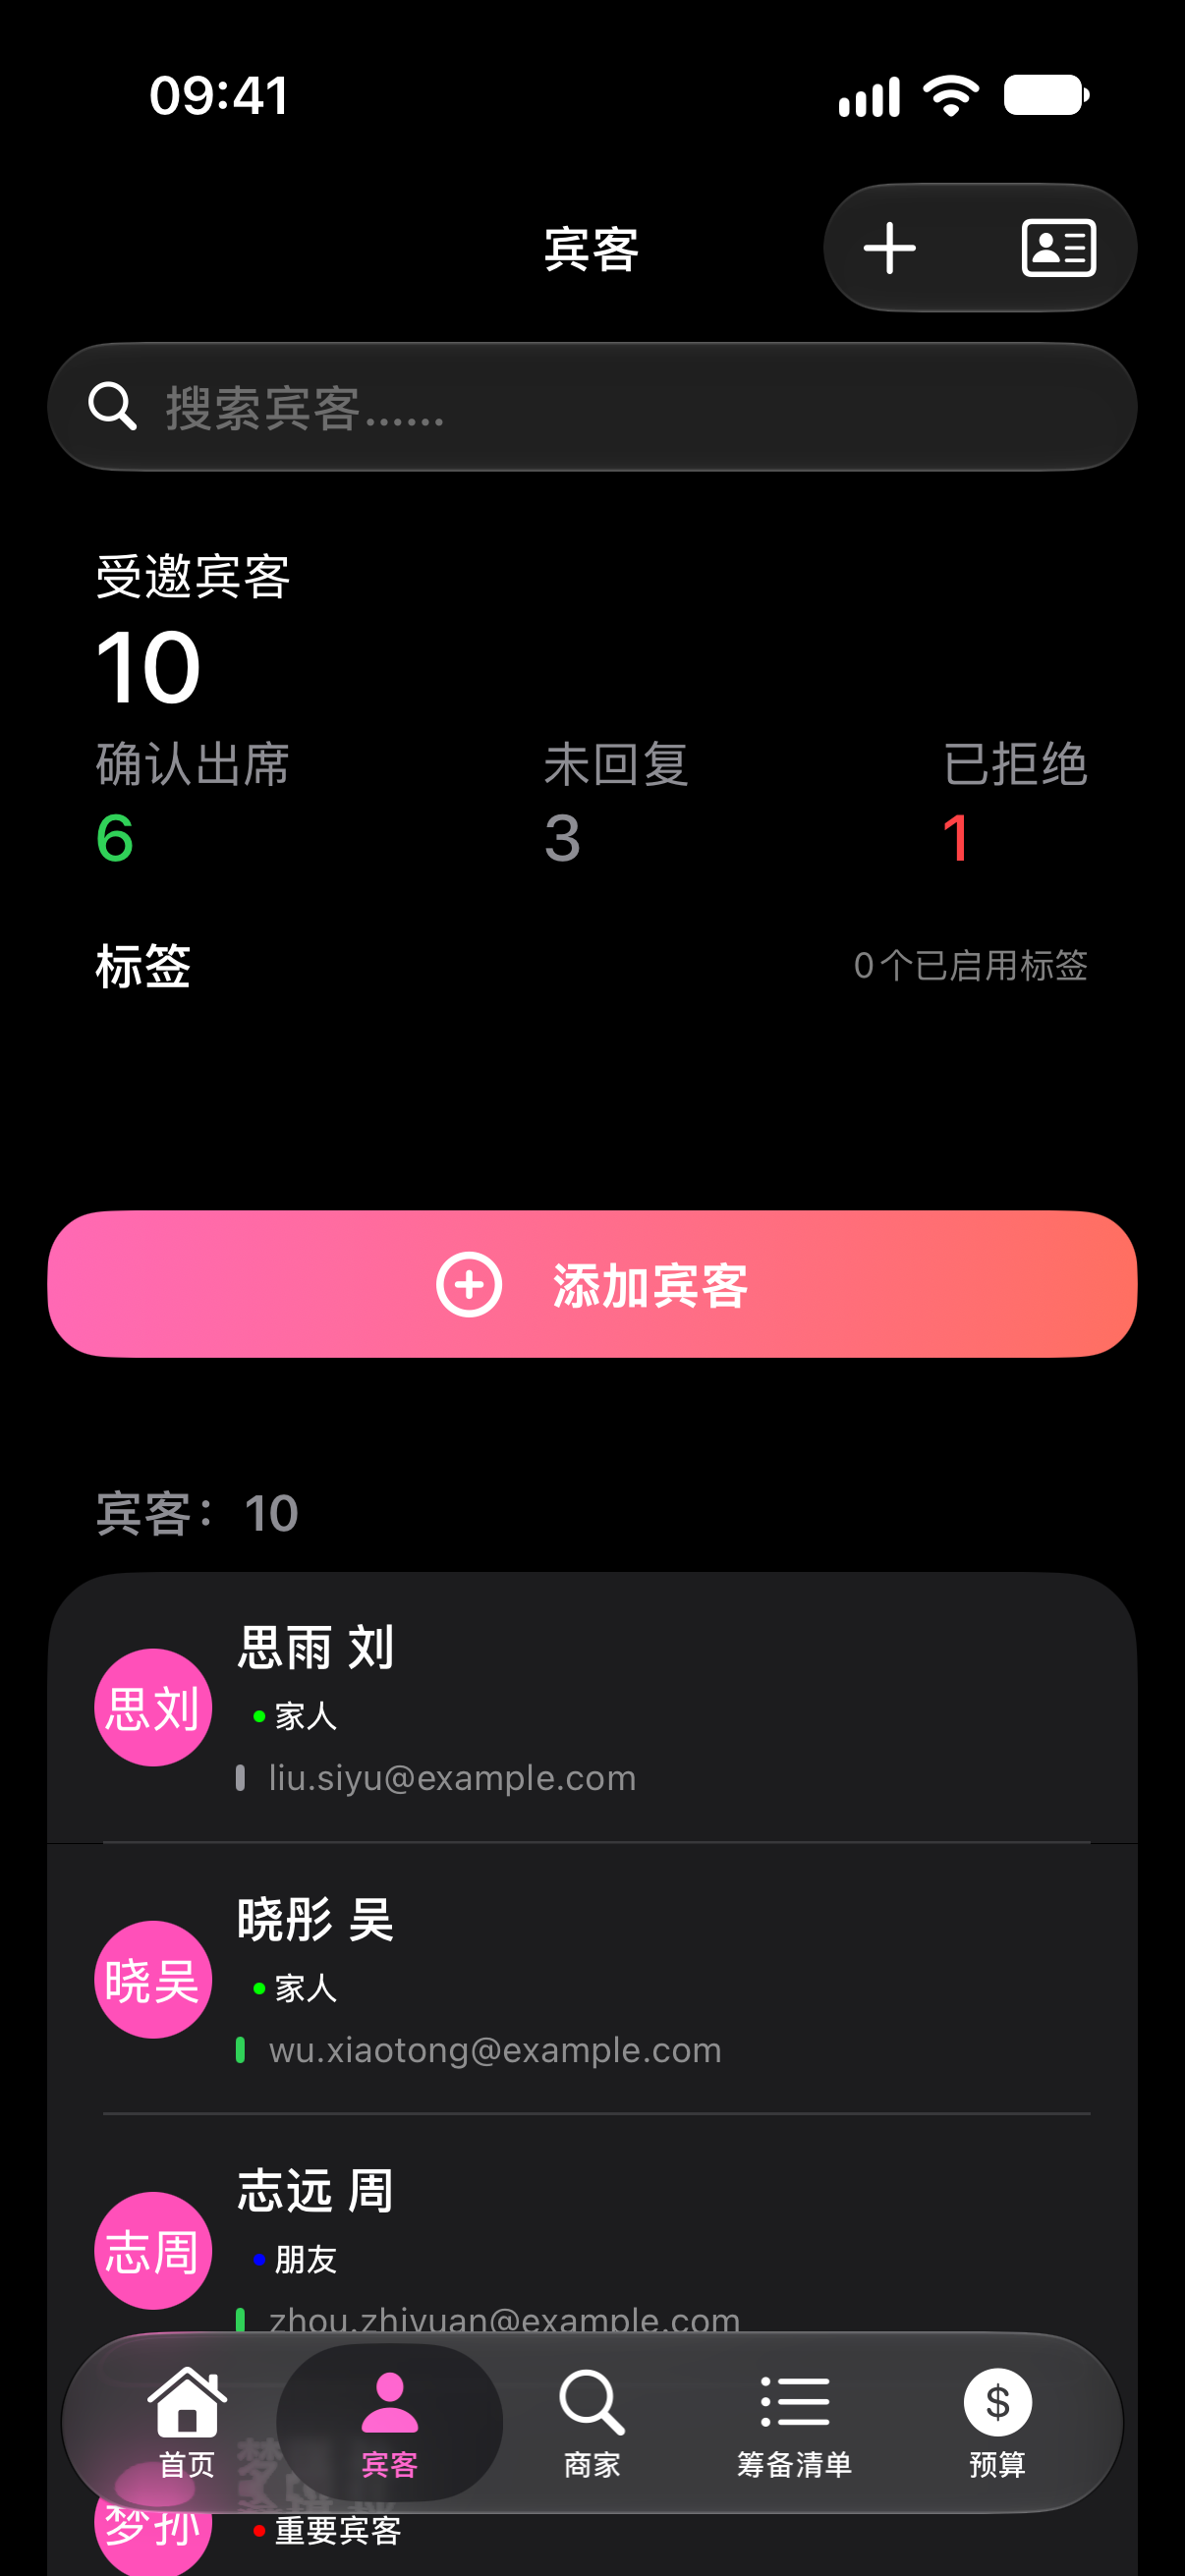 09:41
宾客
搜索宾客……
受邀宾客
10
确认出席 未回复 已拒绝
6 3 1
标签 0个已启用标签
添加宾客
宾客：10
思刘
思雨 刘
家人
liu.siyu@example.com
晓吴
晓彤 吴
家人
wu.xiaotong@example.com
志周
志远 周
朋友
zhou.zhiyuan@example.com
梦孙
重要宾客
首页 宾客 商家 筹备清单 预算